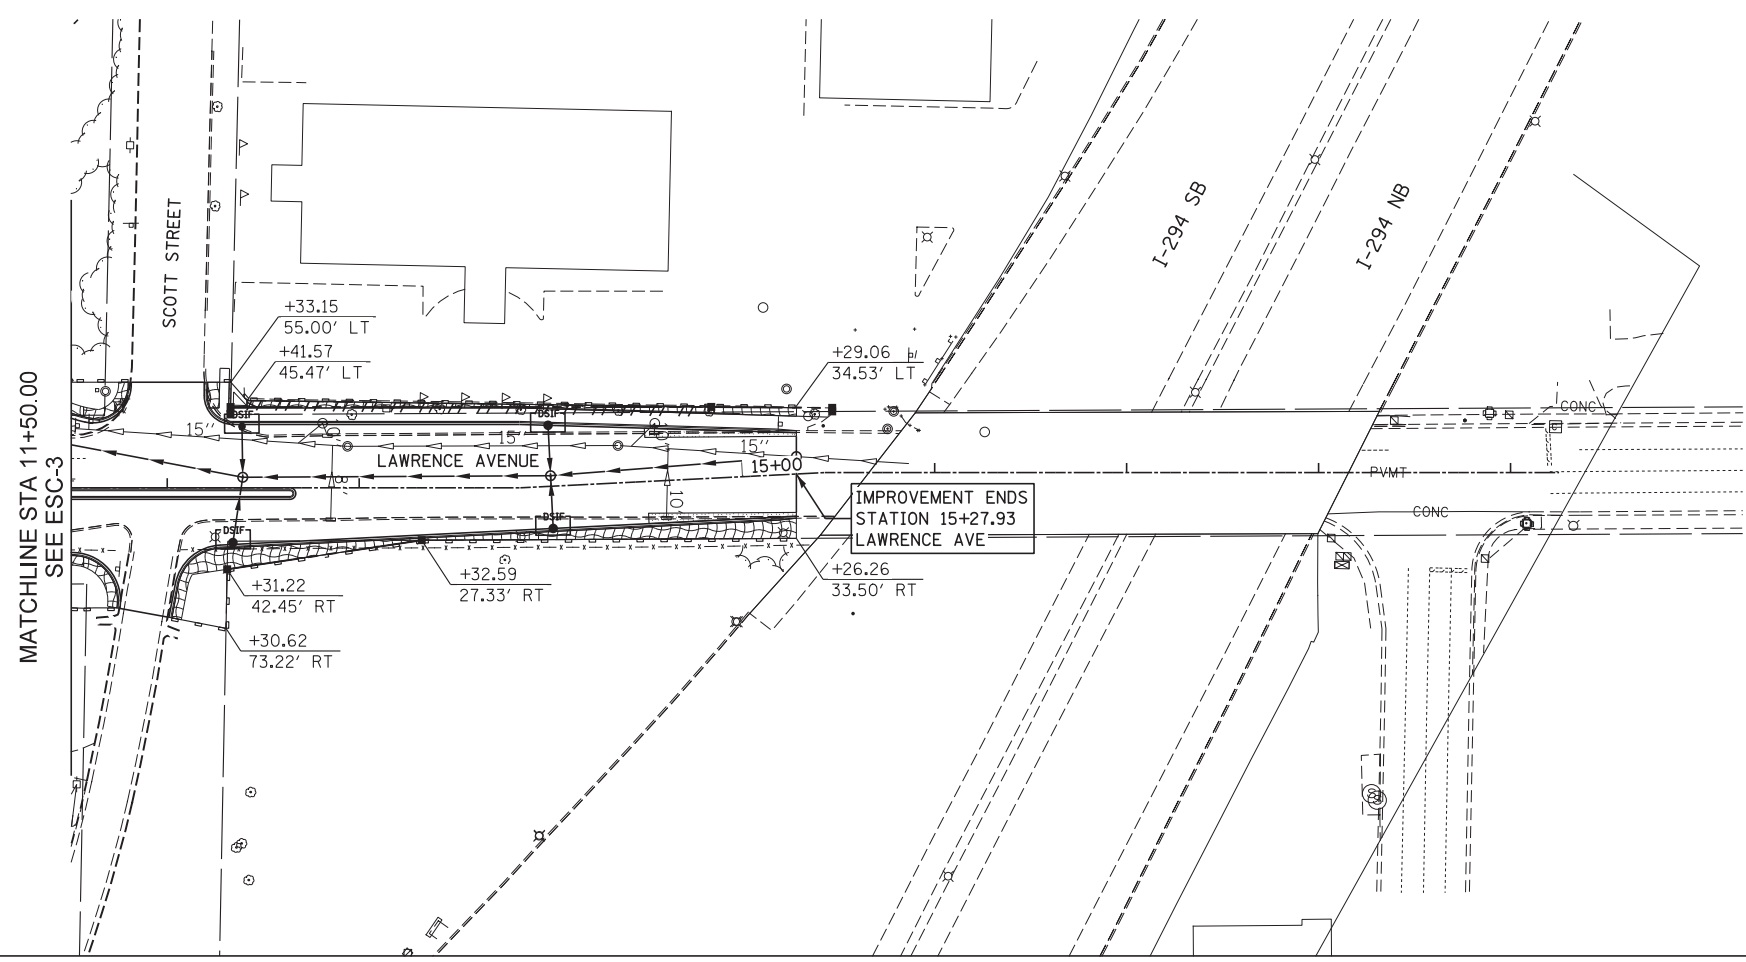 MATCHLINE STA 11+50.00
SEE ESC-3
SCOTT STREET
I-294 SB
I-294 NB
+33.15
55.00' LT
+41.57
45.47' LT
+29.06
34.53' LT
DSIF
DSIF
15''
15
15''
8'
10'
LAWRENCE AVENUE
15+00
IMPROVEMENT ENDS
STATION 15+27.93
LAWRENCE AVE
CONC
PVMT
CONC
DSIF
DSIF
+31.22
42.45' RT
+32.59
27.33' RT
+26.26
33.50' RT
+30.62
73.22' RT